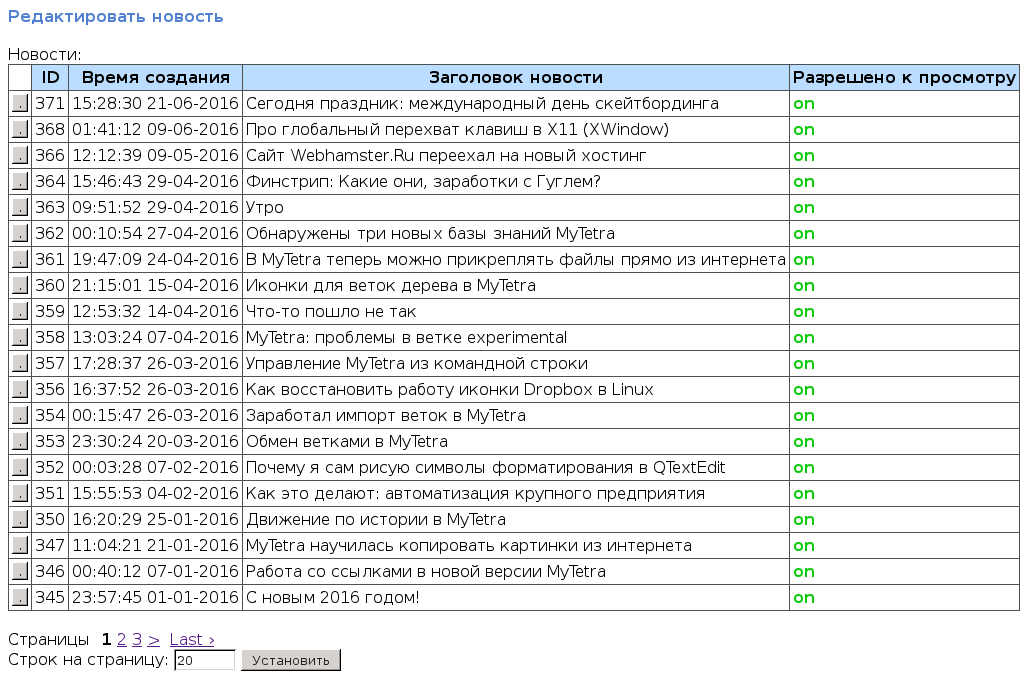 Редактировать новость
Новости:
ID Время создания Заголовок новости Разрешено к просмотру
. 371 15:28:30 21-06-2016 Сегодня праздник: международный день скейтбординга on
. 368 01:41:12 09-06-2016 Про глобальный перехват клавиш в X11 (XWindow) on
. 366 12:12:39 09-05-2016 Сайт Webhamster.Ru переехал на новый хостинг on
. 364 15:46:43 29-04-2016 Финстрип: Какие они, заработки с Гуглем? on
. 363 09:51:52 29-04-2016 Утро on
. 362 00:10:54 27-04-2016 Обнаружены три новых базы знаний MyTetra on
. 361 19:47:09 24-04-2016 В MyTetra теперь можно прикреплять файлы прямо из интернета on
. 360 21:15:01 15-04-2016 Иконки для веток дерева в MyTetra on
. 359 12:53:32 14-04-2016 Что-то пошло не так on
. 358 13:03:24 07-04-2016 MyTetra: проблемы в ветке experimental on
. 357 17:28:37 26-03-2016 Управление MyTetra из командной строки on
. 356 16:37:52 26-03-2016 Как восстановить работу иконки Dropbox в Linux on
. 354 00:15:47 26-03-2016 Заработал импорт веток в MyTetra on
. 353 23:30:24 20-03-2016 Обмен ветками в MyTetra on
. 352 00:03:28 07-02-2016 Почему я сам рисую символы форматирования в QTextEdit on
. 351 15:55:53 04-02-2016 Как это делают: автоматизация крупного предприятия on
. 350 16:20:29 25-01-2016 Движение по истории в MyTetra on
. 347 11:04:21 21-01-2016 MyTetra научилась копировать картинки из интернета on
. 346 00:40:12 07-01-2016 Работа со ссылками в новой версии MyTetra on
. 345 23:57:45 01-01-2016 С новым 2016 годом! on
Страницы 1 2 3 > Last ›
Строк на страницу: 20 Установить